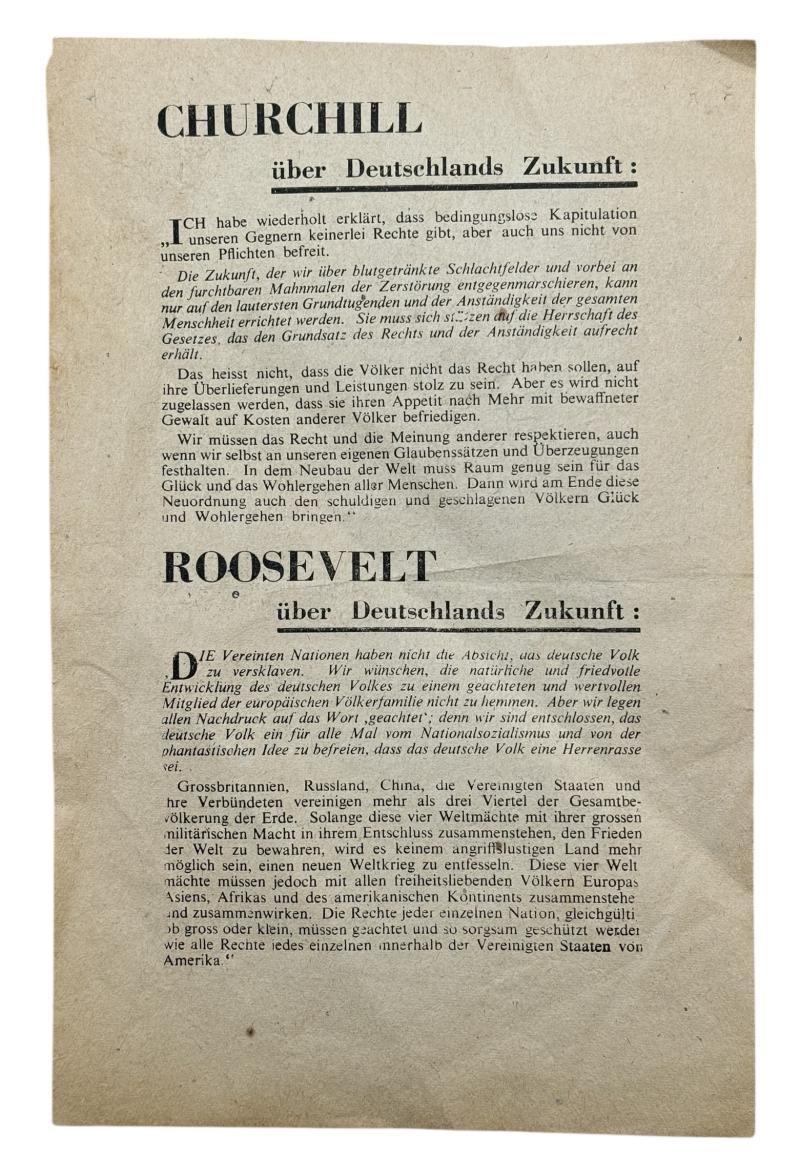 CHURCHILL
über Deutschlands Zukunft :
„ICH habe wiederholt erklärt, dass bedingungslose Kapitulation
unseren Gegnern keinerlei Rechte gibt, aber auch uns nicht von
unseren Pflichten befreit.
Die Zukunft, der wir über blutgetränkte Schlachtfelder und vorbei an
den furchtbaren Mahnmalen der Zerstörung entgegenmarschieren, kann
nur auf den lautersten Grundtugenden und der Anständigkeit der gesamten
Menschheit errichtet werden. Sie muss sich stützen auf die Herrschaft des
Gesetzes, das den Grundsatz des Rechts und der Anständigkeit aufrecht
erhält.
Das heisst nicht, dass die Völker nicht das Recht haben sollen, auf
ihre Überlieferungen und Leistungen stolz zu sein. Aber es wird nicht
zugelassen werden, dass sie ihren Appetit nach Mehr mit bewaffneter
Gewalt auf Kosten anderer Völker befriedigen.
Wir müssen das Recht und die Meinung anderer respektieren, auch
wenn wir selbst an unseren eigenen Glaubenssätzen und Überzeugungen
festhalten. In dem Neubau der Welt muss Raum genug sein für das
Glück und das Wohlergehen aller Menschen. Dann wird am Ende diese
Neuordnung auch den schuldigen und geschlagenen Völkern Glück
und Wohlergehen bringen.“
ROOSEVELT
über Deutschlands Zukunft :
„DIE Vereinten Nationen haben nicht die Absicht, das deutsche Volk
zu versklaven. Wir wünschen, die natürliche und friedvolle
Entwicklung des deutschen Volkes zu einem geachteten und wertvollen
Mitglied der europäischen Völkerfamilie nicht zu hemmen. Aber wir legen
allen Nachdruck auf das Wort ‚geachtet‘; denn wir sind entschlossen, das
deutsche Volk ein für alle Mal vom Nationalsozialismus und von der
phantastischen Idee zu befreien, dass das deutsche Volk eine Herrenrasse
sei.
Grossbritannien, Russland, China, die Vereinigten Staaten und
ihre Verbündeten vereinigen mehr als drei Viertel der Gesamtbe-
völkerung der Erde. Solange diese vier Weltmächte mit ihrer grossen
militärischen Macht in ihrem Entschluss zusammenstehen, den Frieden
der Welt zu bewahren, wird es keinem angriffslustigen Land mehr
möglich sein, einen neuen Weltkrieg zu entfesseln. Diese vier Welt
mächte müssen jedoch mit allen freiheitsliebenden Völkern Europas
Asiens, Afrikas und des amerikanischen Kontinents zusammenstehe
und zusammenwirken. Die Rechte jeder einzelnen Nation, gleichgülti
ob gross oder klein, müssen geachtet und so sorgsam geschützt werden
wie alle Rechte jedes einzelnen innerhalb der Vereinigten Staaten von
Amerika.“